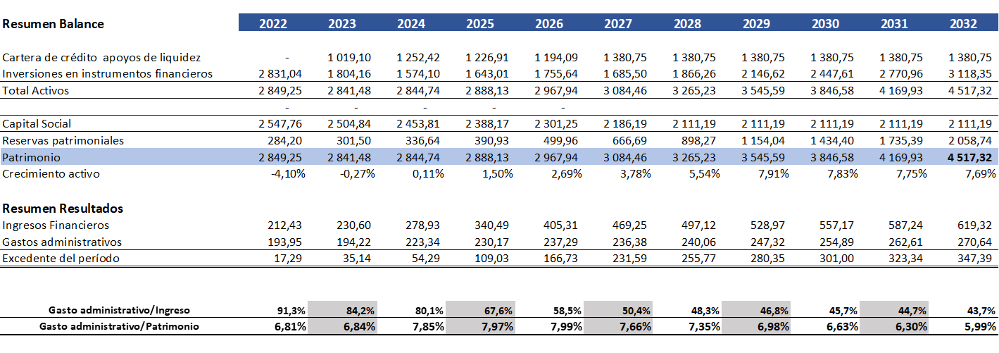 Resumen Balance 2022 2023 2024 2025 2026 2027 2028 2029 2030 2031 2032
Cartera de crédito apoyos de liquidez - 1 019,10 1 252,42 1 226,91 1 194,09 1 380,75 1 380,75 1 380,75 1 380,75 1 380,75 1 380,75
Inversiones en instrumentos financieros 2 831,04 1 804,16 1 574,10 1 643,01 1 755,64 1 685,50 1 866,26 2 146,62 2 447,61 2 770,96 3 118,35
Total Activos 2 849,25 2 841,48 2 844,74 2 888,13 2 967,94 3 084,46 3 265,23 3 545,59 3 846,58 4 169,93 4 517,32
- - - - -
Capital Social 2 547,76 2 504,84 2 453,81 2 388,17 2 301,25 2 186,19 2 111,19 2 111,19 2 111,19 2 111,19 2 111,19
Reservas patrimoniales 284,20 301,50 336,64 390,93 499,96 666,69 898,27 1 154,04 1 434,40 1 735,39 2 058,74
Patrimonio 2 849,25 2 841,48 2 844,74 2 888,13 2 967,94 3 084,46 3 265,23 3 545,59 3 846,58 4 169,93 4 517,32
Crecimiento activo -4,10% -0,27% 0,11% 1,50% 2,69% 3,78% 5,54% 7,91% 7,83% 7,75% 7,69%
Resumen Resultados
Ingresos Financieros 212,43 230,60 278,93 340,49 405,31 469,25 497,12 528,97 557,17 587,24 619,32
Gastos administrativos 193,95 194,22 223,34 230,17 237,29 236,38 240,06 247,32 254,89 262,61 270,64
Excedente del período 17,29 35,14 54,29 109,03 166,73 231,59 255,77 280,35 301,00 323,34 347,39
Gasto administrativo/Ingreso 91,3% 84,2% 80,1% 67,6% 58,5% 50,4% 48,3% 46,8% 45,7% 44,7% 43,7%
Gasto administrativo/Patrimonio 6,81% 6,84% 7,85% 7,97% 7,99% 7,66% 7,35% 6,98% 6,63% 6,30% 5,99%